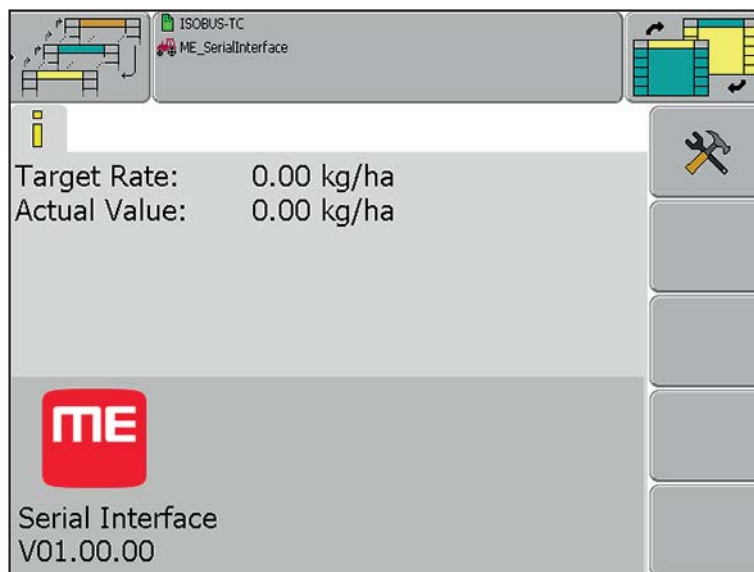 ISOBUS-TC
ME_SerialInterface
i
Target Rate: 0.00 kg/ha
Actual Value: 0.00 kg/ha
ME
Serial Interface
V01.00.00